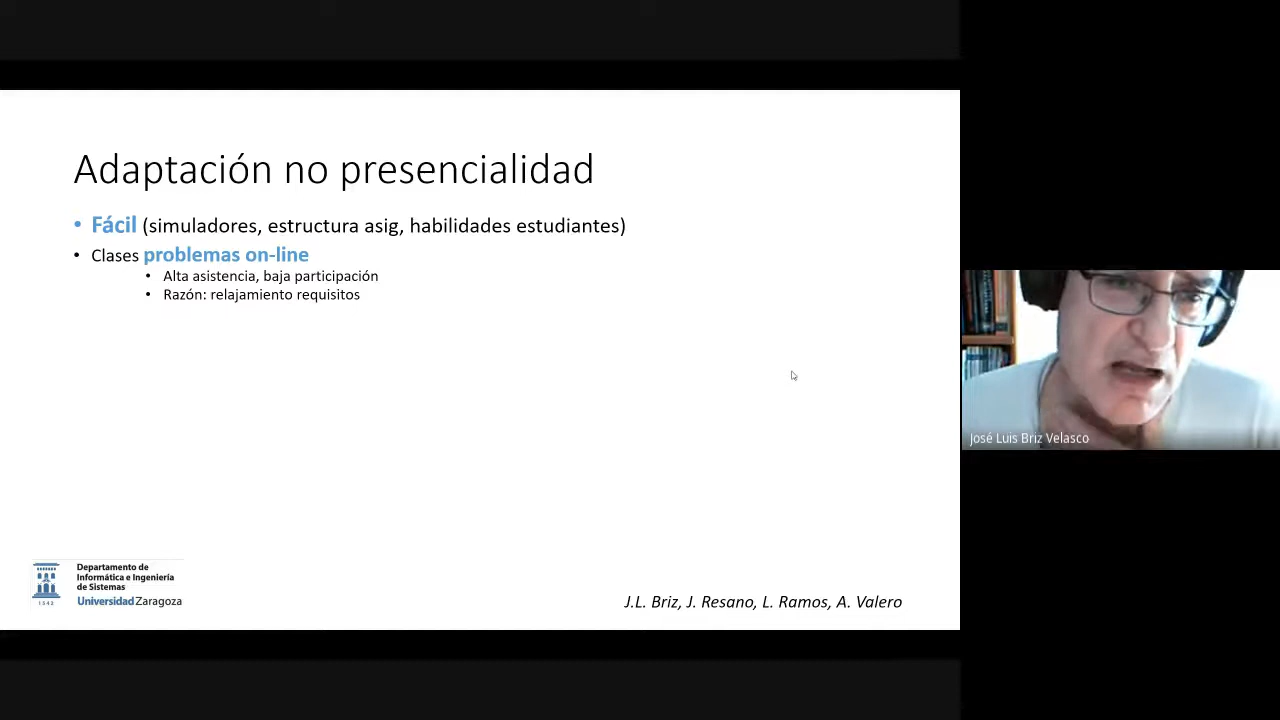 Adaptación no presencialidad
• Fácil (simuladores, estructura asig, habilidades estudiantes)
• Clases problemas on-line
• Alta asistencia, baja participación
• Razón: relajamiento requisitos
José Luis Briz Velasco
Departamento de
Informática e Ingeniería
de Sistemas
1542
Universidad Zaragoza
J.L. Briz, J. Resano, L. Ramos, A. Valero